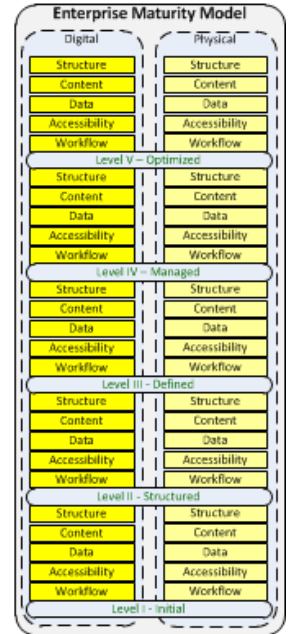 Enterprise Maturity Model
Digital Physical
Structure Structure
Content Content
Data Data
Accessibility Accessibility
Workflow Workflow
Level V – Optimized
Structure Structure
Content Content
Data Data
Accessibility Accessibility
Workflow Workflow
Level IV – Managed
Structure Structure
Content Content
Data Data
Accessibility Accessibility
Workflow Workflow
Level III - Defined
Structure Structure
Content Content
Data Data
Accessibility Accessibility
Workflow Workflow
Level II - Structured
Structure Structure
Content Content
Data Data
Accessibility Accessibility
Workflow Workflow
Level I - Initial